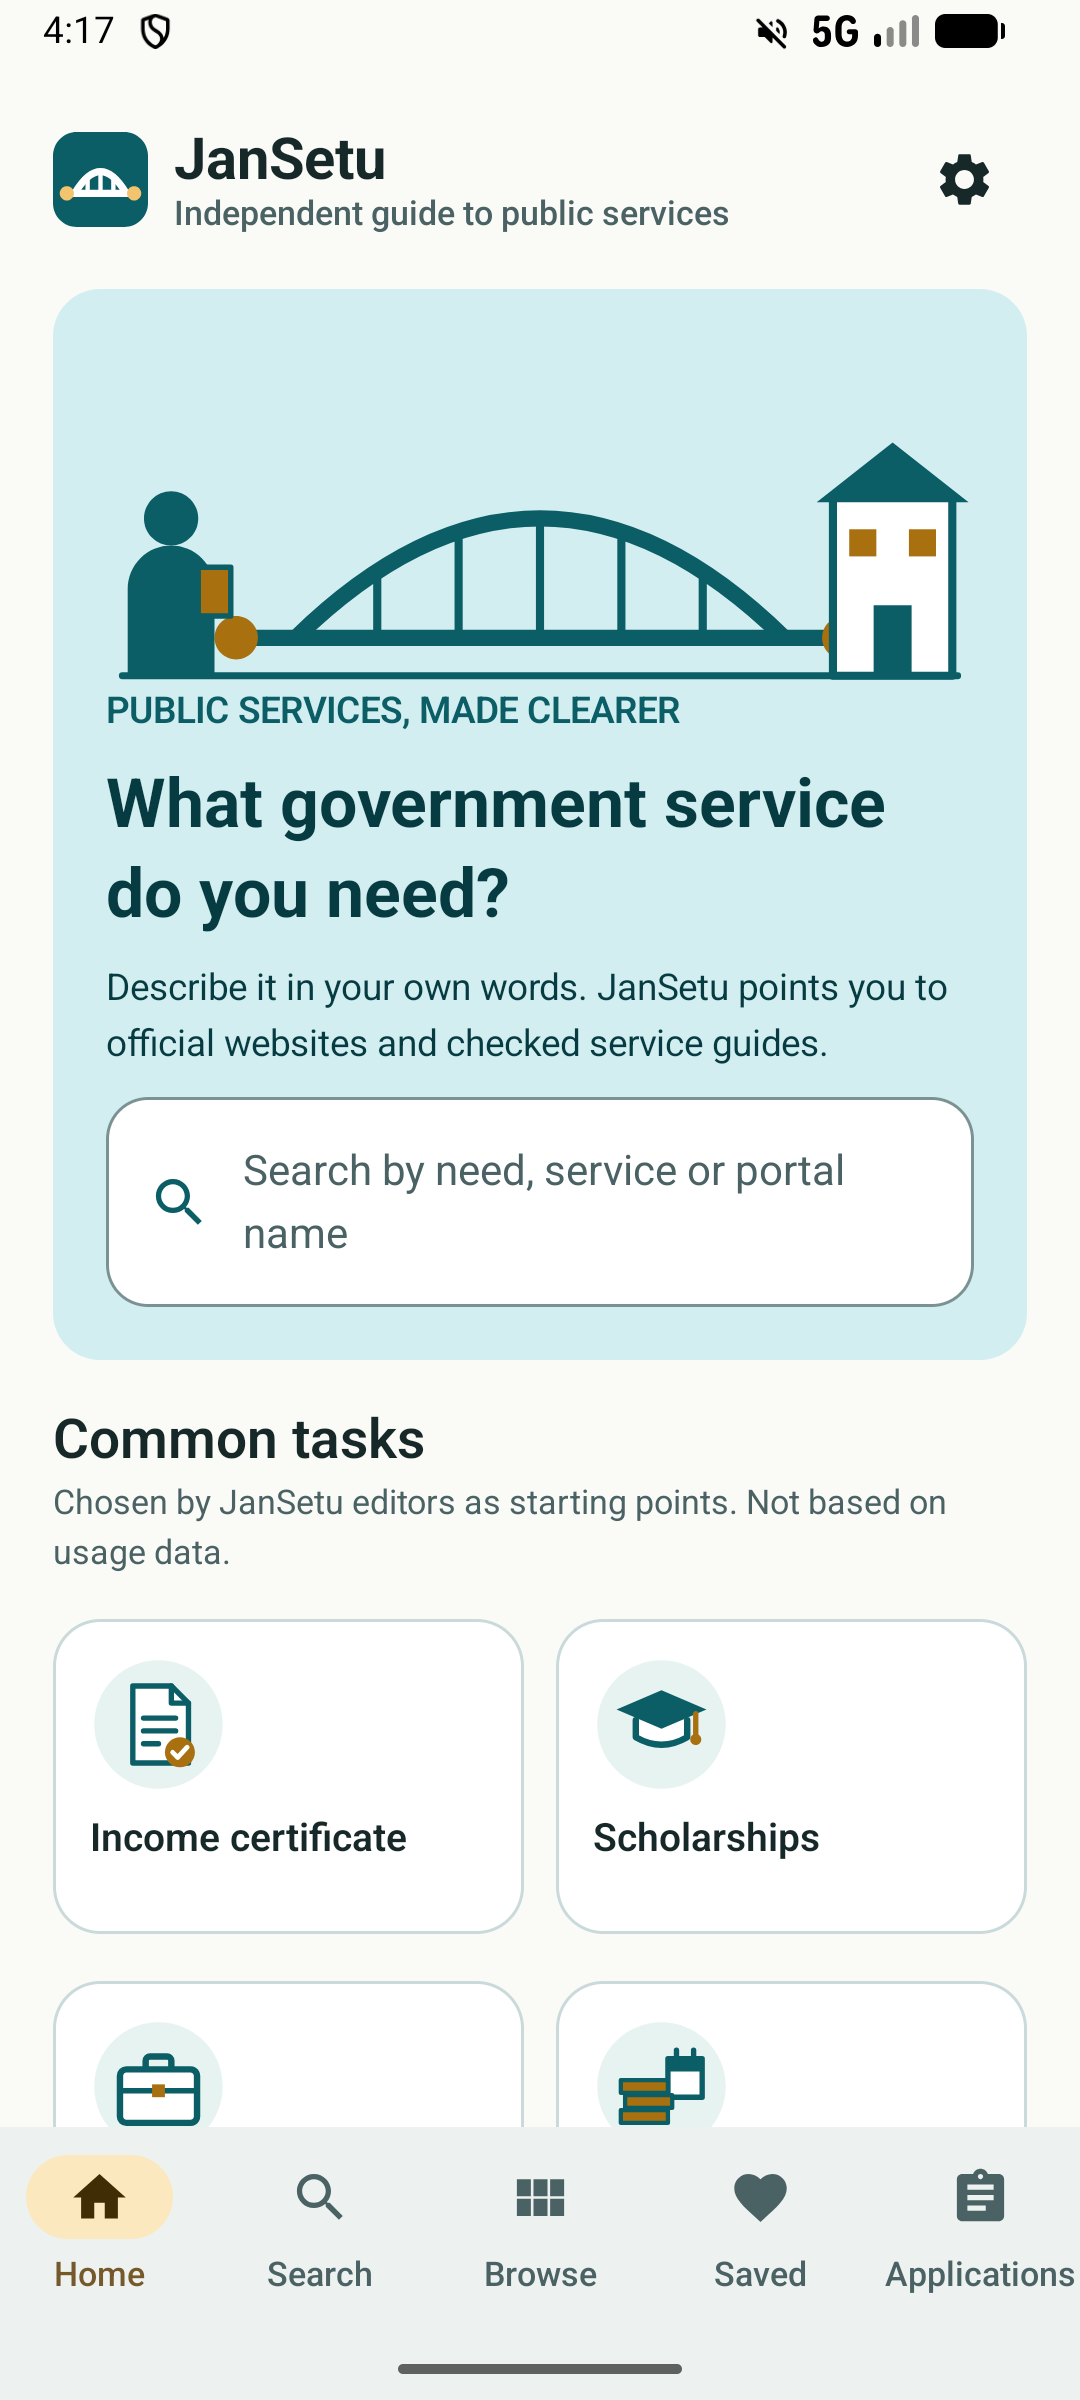 4:17
5G
JanSetu
Independent guide to public services
PUBLIC SERVICES, MADE CLEARER
What government service
do you need?
Describe it in your own words. JanSetu points you to
official websites and checked service guides.
Search by need, service or portal
name
Common tasks
Chosen by JanSetu editors as starting points. Not based on
usage data.
Income certificate
Scholarships
Home
Search
Browse
Saved
Applications